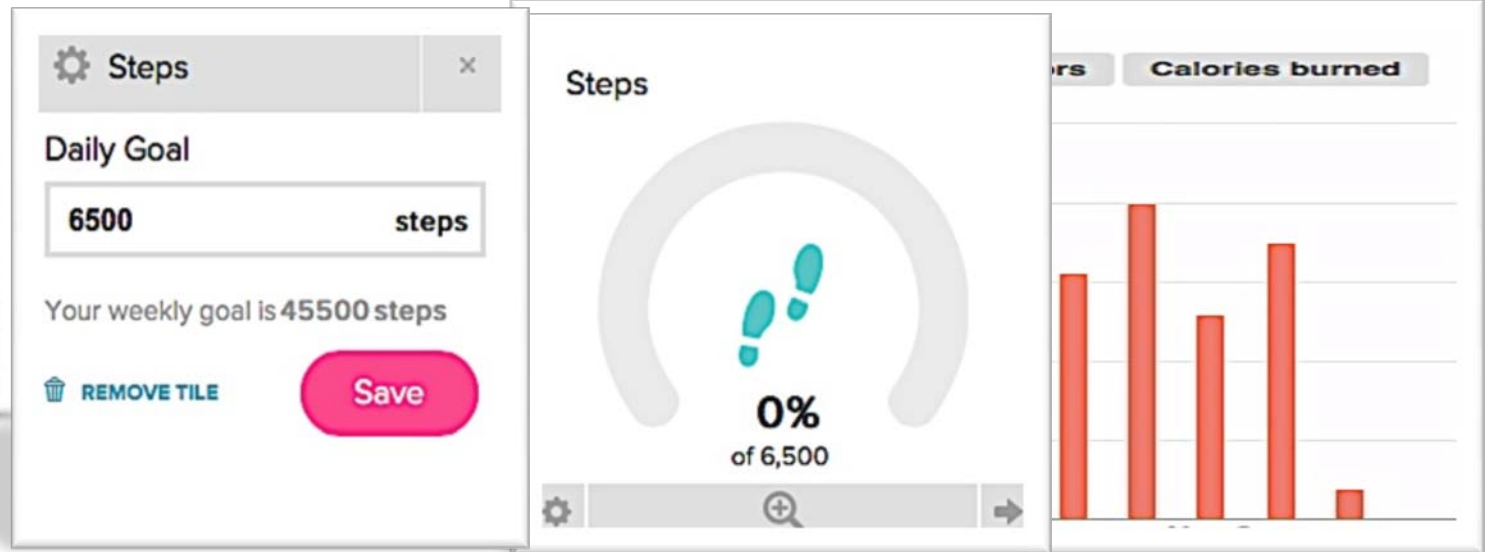 Steps ×
Daily Goal
6500 steps
Your weekly goal is 45500 steps
REMOVE TILE Save
Steps
0%
of 6,500
rs Calories burned